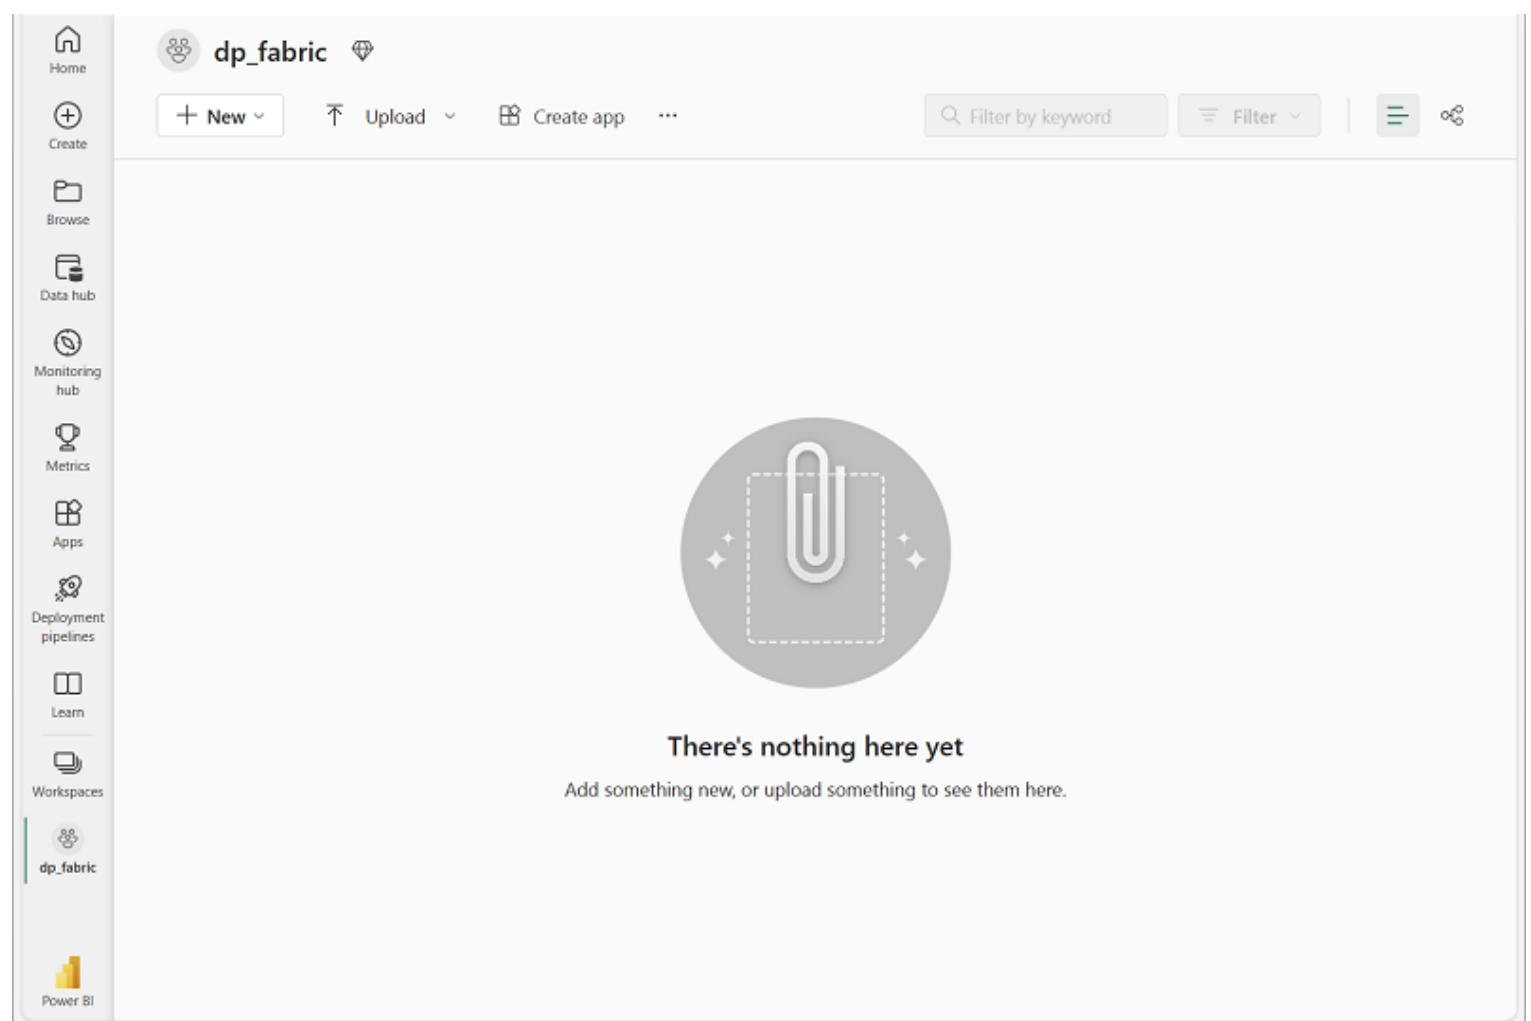 Home
Create
Browse
Data hub
Monitoring
hub
Metrics
Apps
Deployment
pipelines
Learn
Workspaces
dp_fabric
Power BI
dp_fabric
New
Upload
Create app
Filter by keyword
Filter
There's nothing here yet
Add something new, or upload something to see them here.